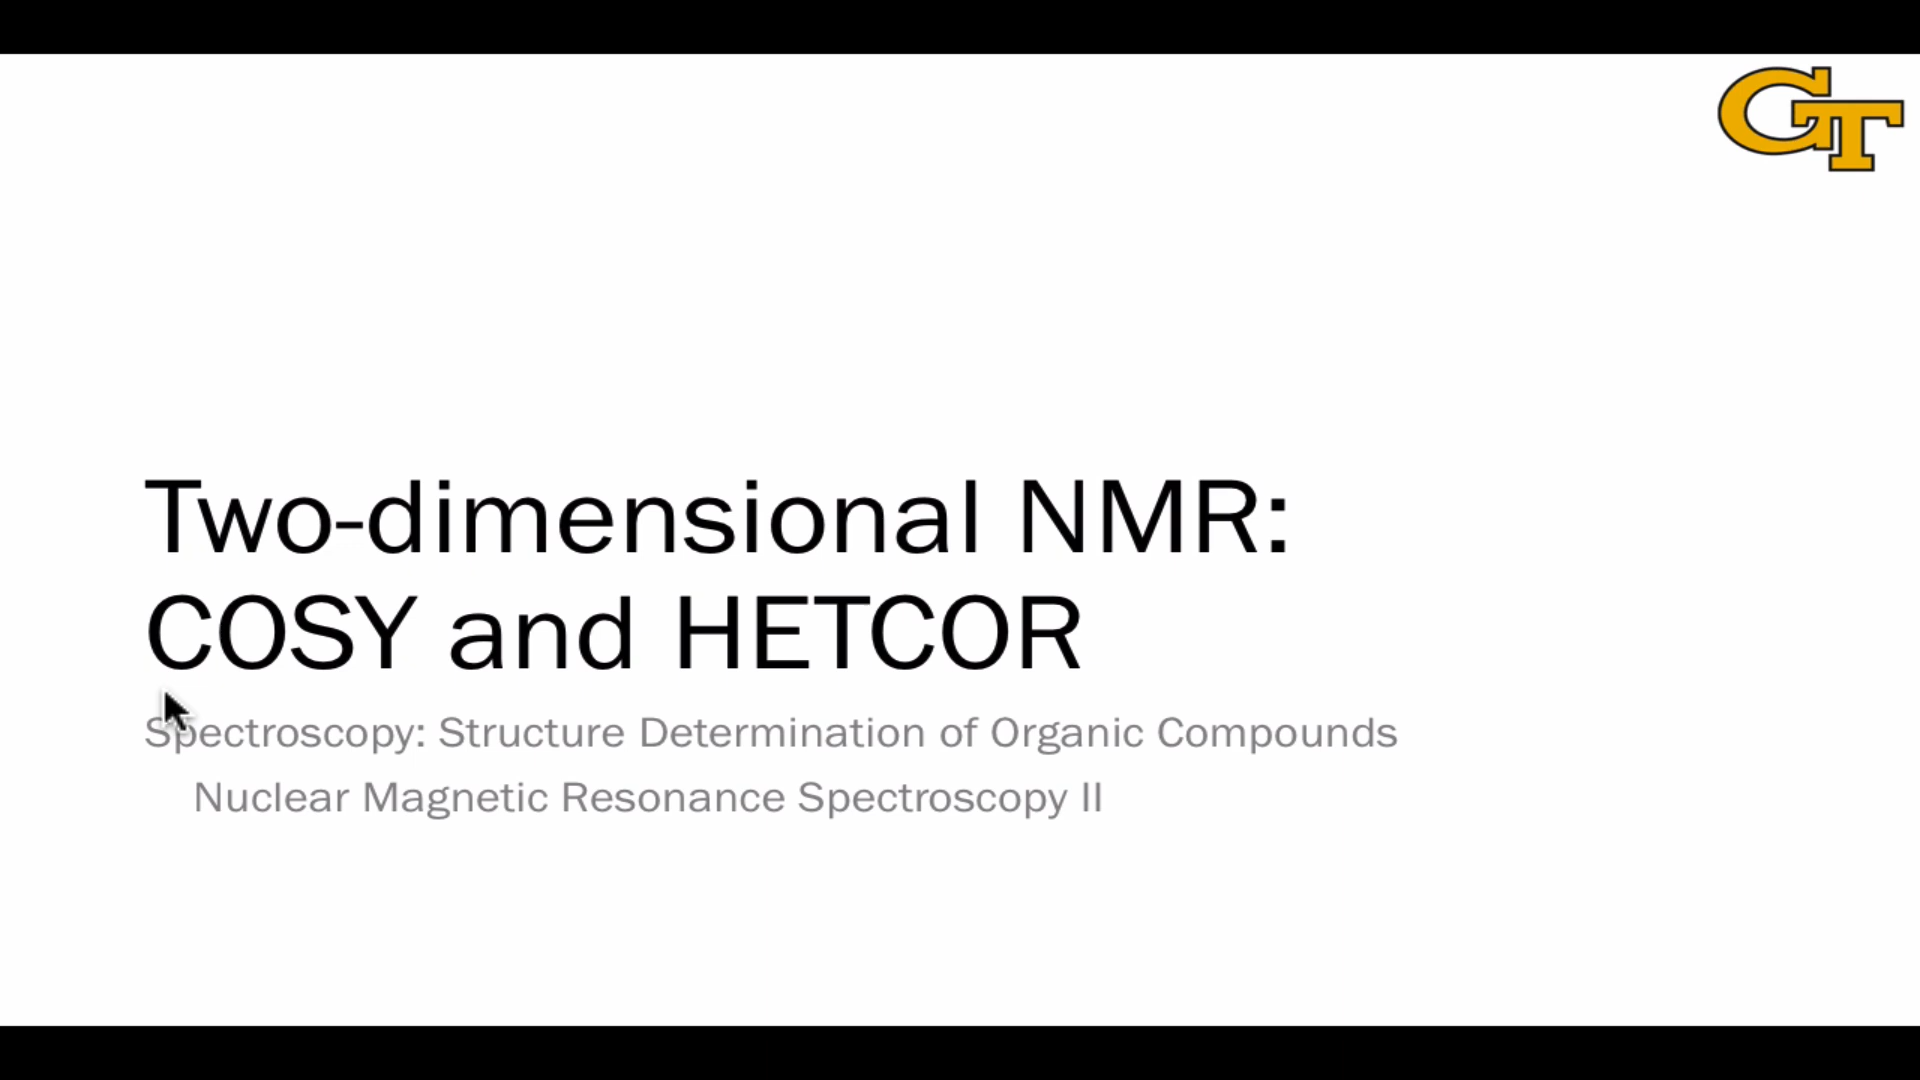 GT
Two-dimensional NMR:
COSY and HETCOR
Spectroscopy: Structure Determination of Organic Compounds
Nuclear Magnetic Resonance Spectroscopy II